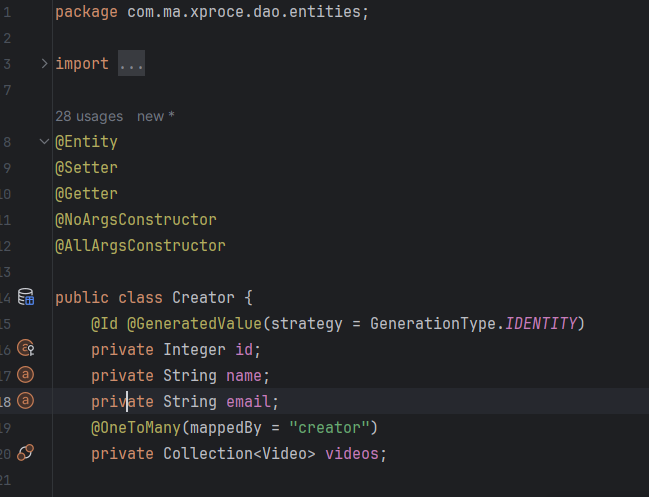 1 package com.ma.xproce.dao.entities;
2
3 import ...
7
28 usages new *
8 @Entity
9 @Setter
10 @Getter
11 @NoArgsConstructor
12 @AllArgsConstructor
13
14 public class Creator {
15 @Id @GeneratedValue(strategy = GenerationType.IDENTITY)
16 private Integer id;
17 private String name;
18 private String email;
19 @OneToMany(mappedBy = "creator")
20 private Collection<Video> videos;
21